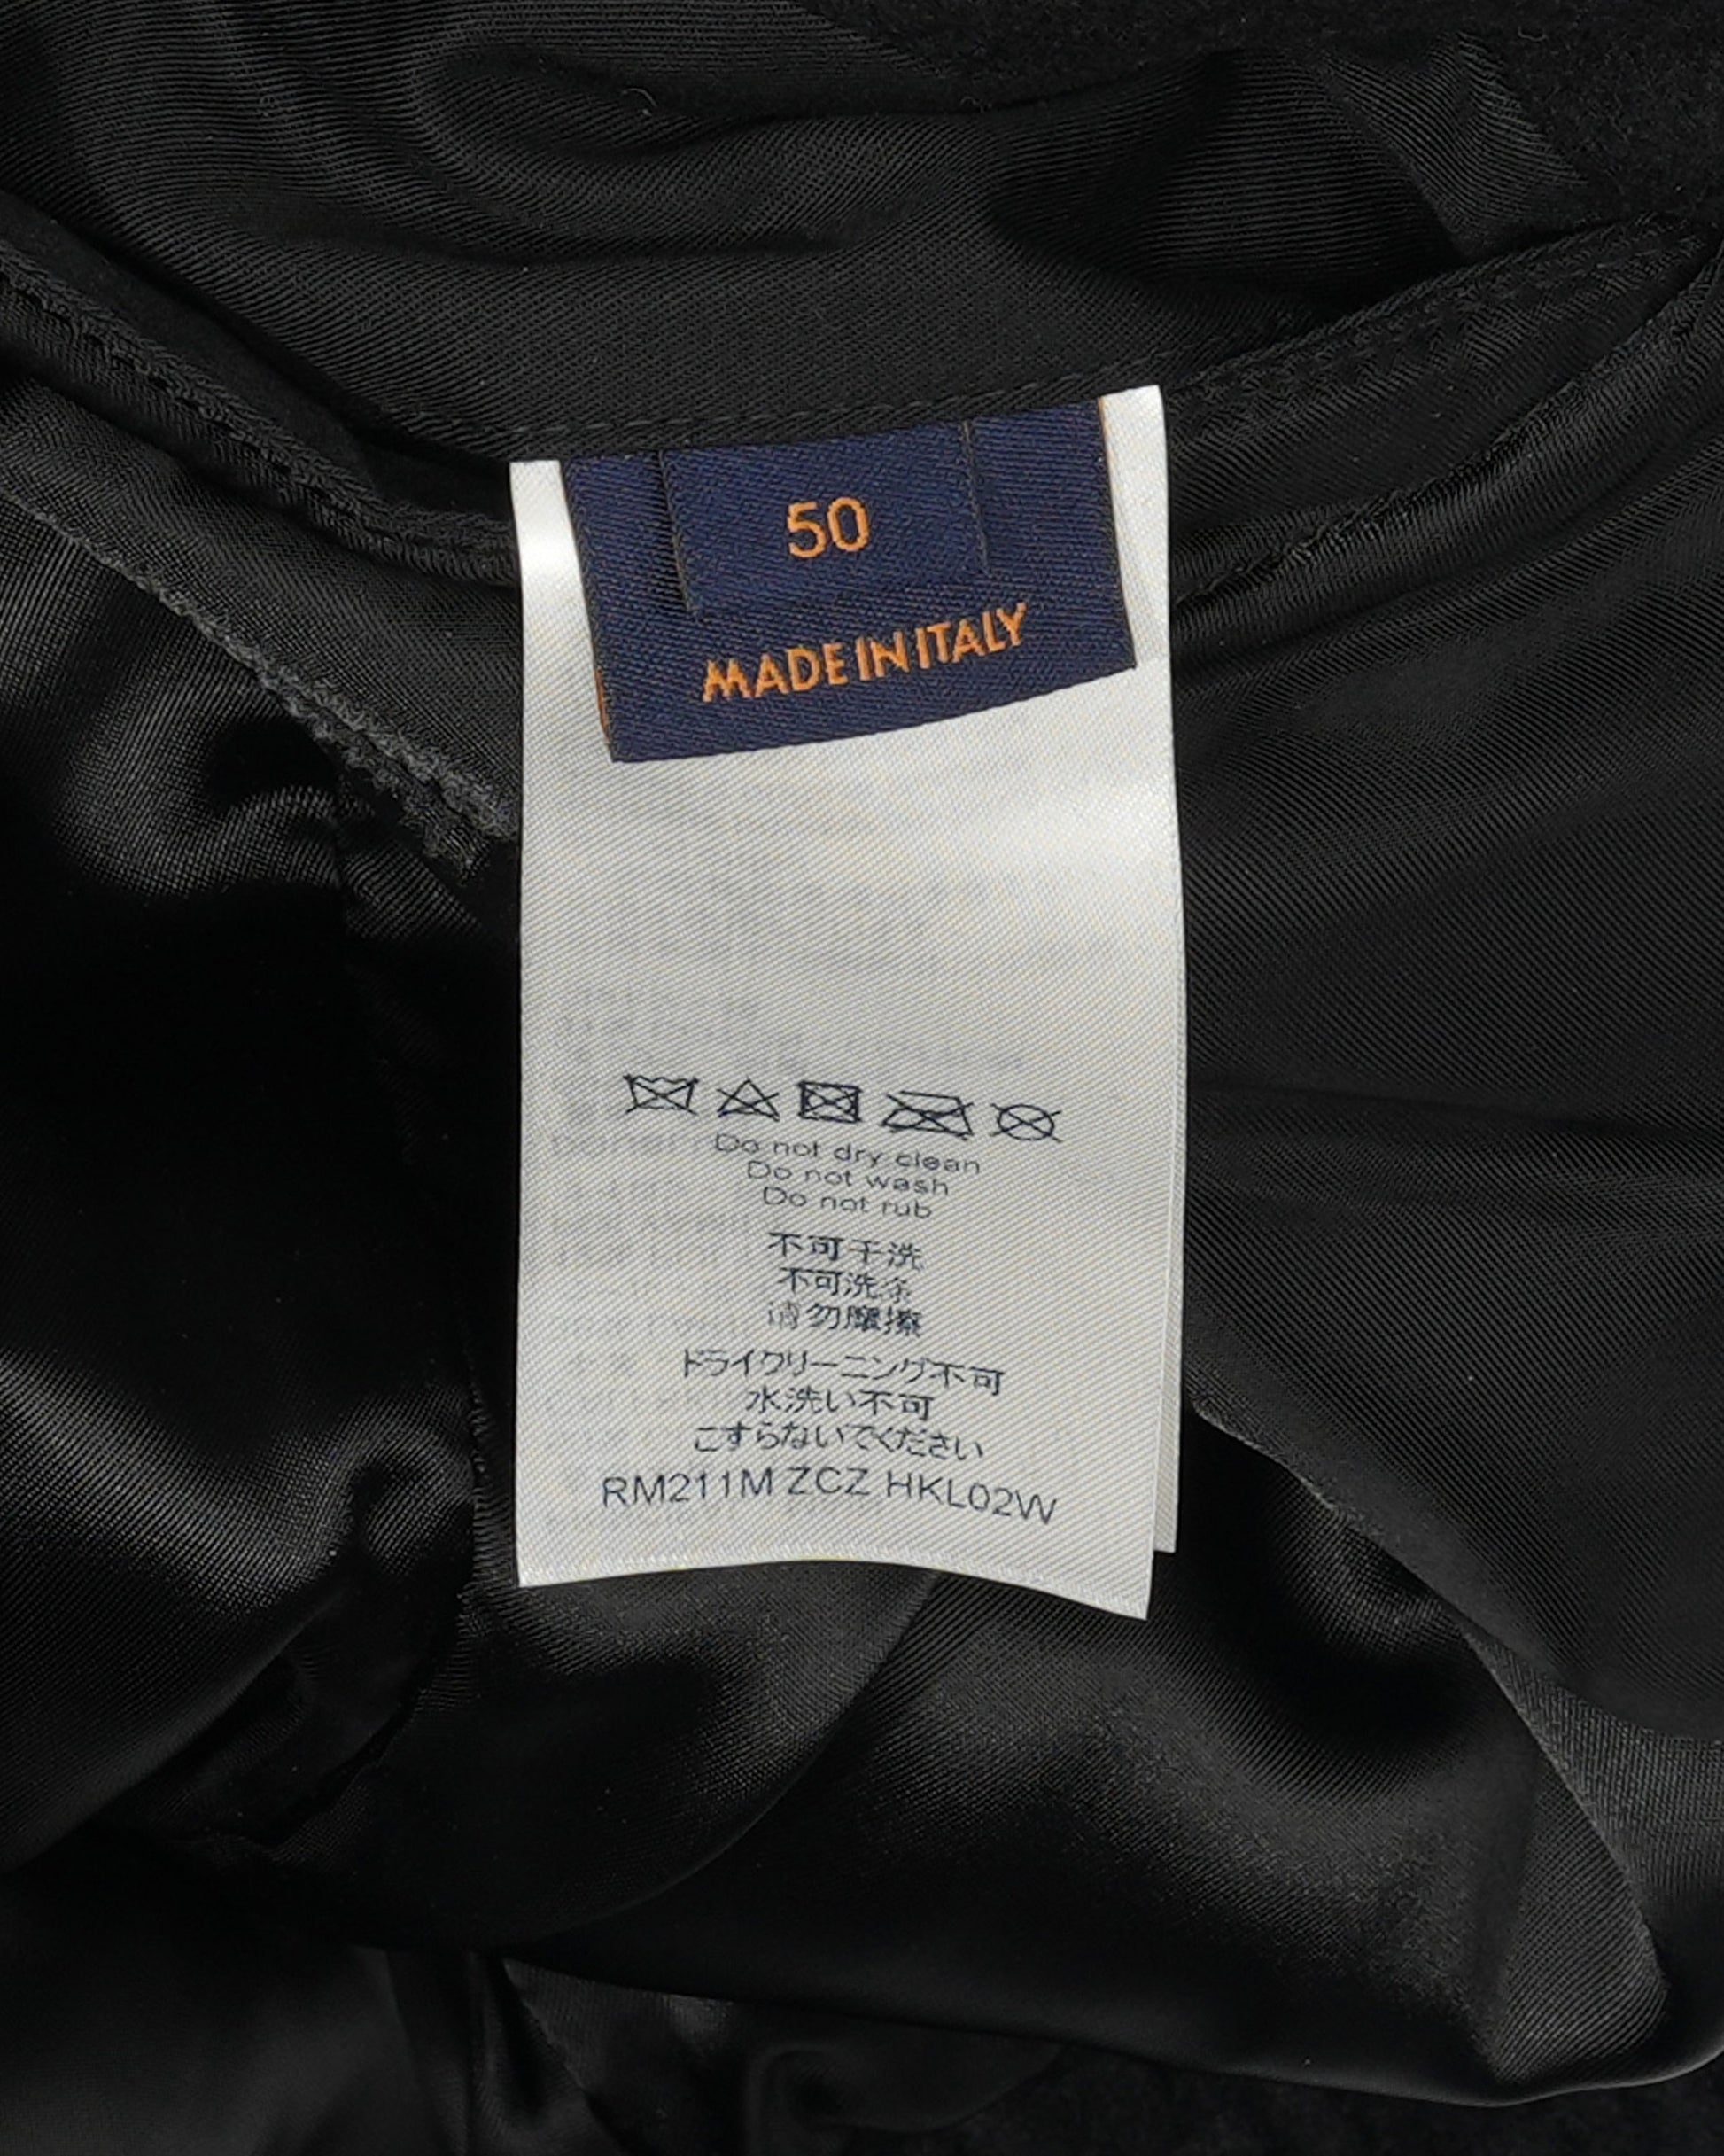 50
MADE IN ITALY
Do not dry clean
Do not wash
Do not rub
不可干洗
不可洗涤
请勿摩擦
ドライクリーニング不可
水洗い不可
こすらないでください
RM211M ZCZ HKL02W